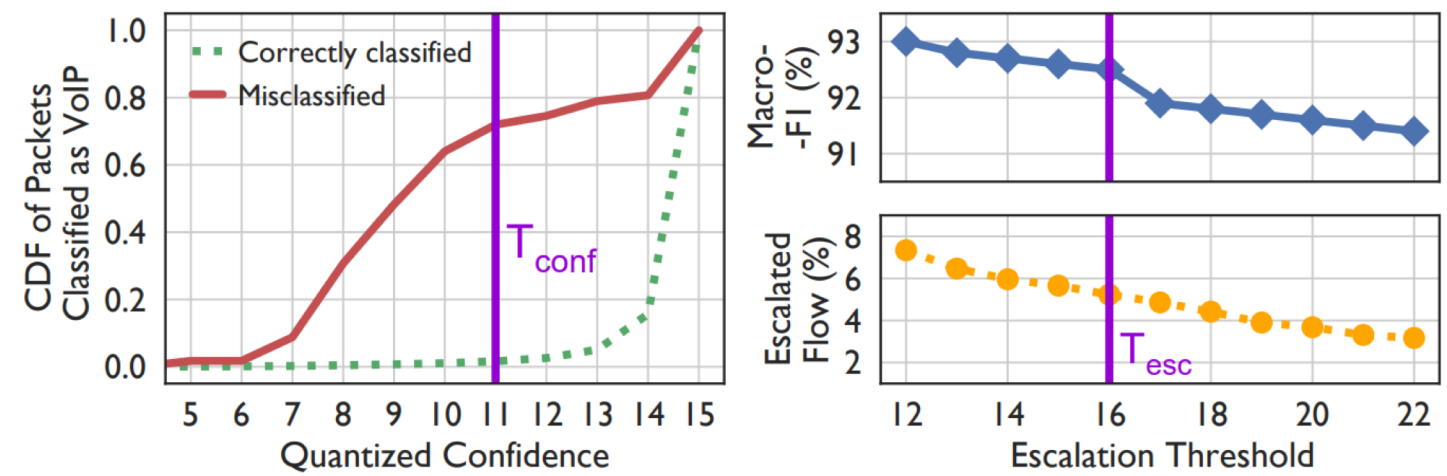 CDF of Packets
Classified as VoIP
1.0
0.8
0.6
0.4
0.2
0.0
Correctly classified
Misclassified
Tconf
5 6 7 8 9 10 11 12 13 14 15
Quantized Confidence
Macro-
-F1 (%)
93
92
91
Escalated
Flow (%)
8
6
4
2
Tesc
12 14 16 18 20 22
Escalation Threshold